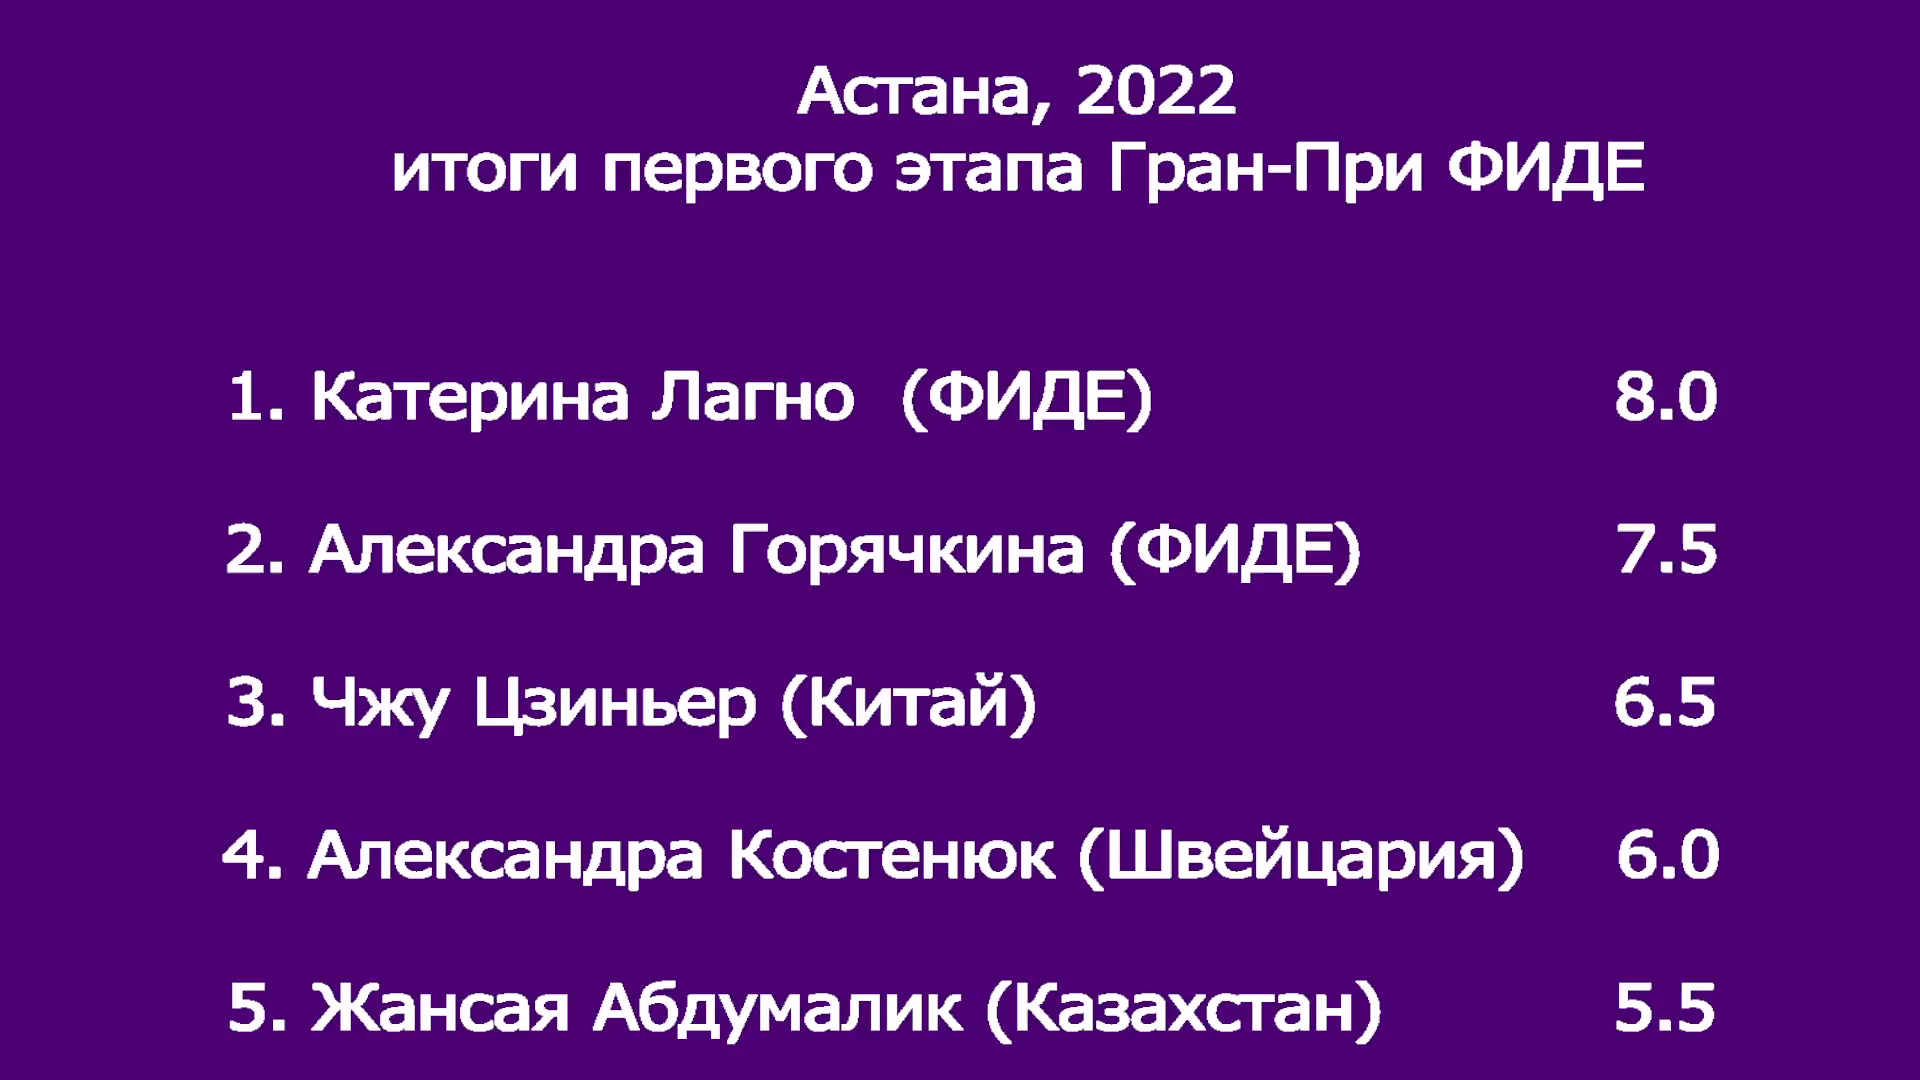 Астана, 2022
итоги первого этапа Гран-При ФИДЕ
1. Катерина Лагно (ФИДЕ) 8.0
2. Александра Горячкина (ФИДЕ) 7.5
3. Чжу Цзиньер (Китай) 6.5
4. Александра Костенюк (Швейцария) 6.0
5. Жансая Абдумалик (Казахстан) 5.5